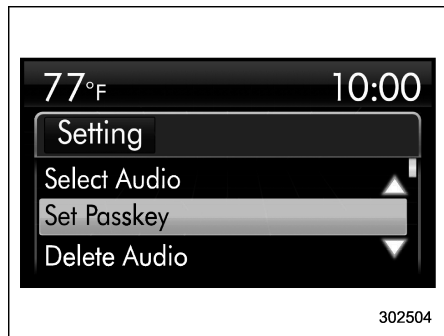 77°F 10:00
Setting
Select Audio
Set Passkey
Delete Audio
302504